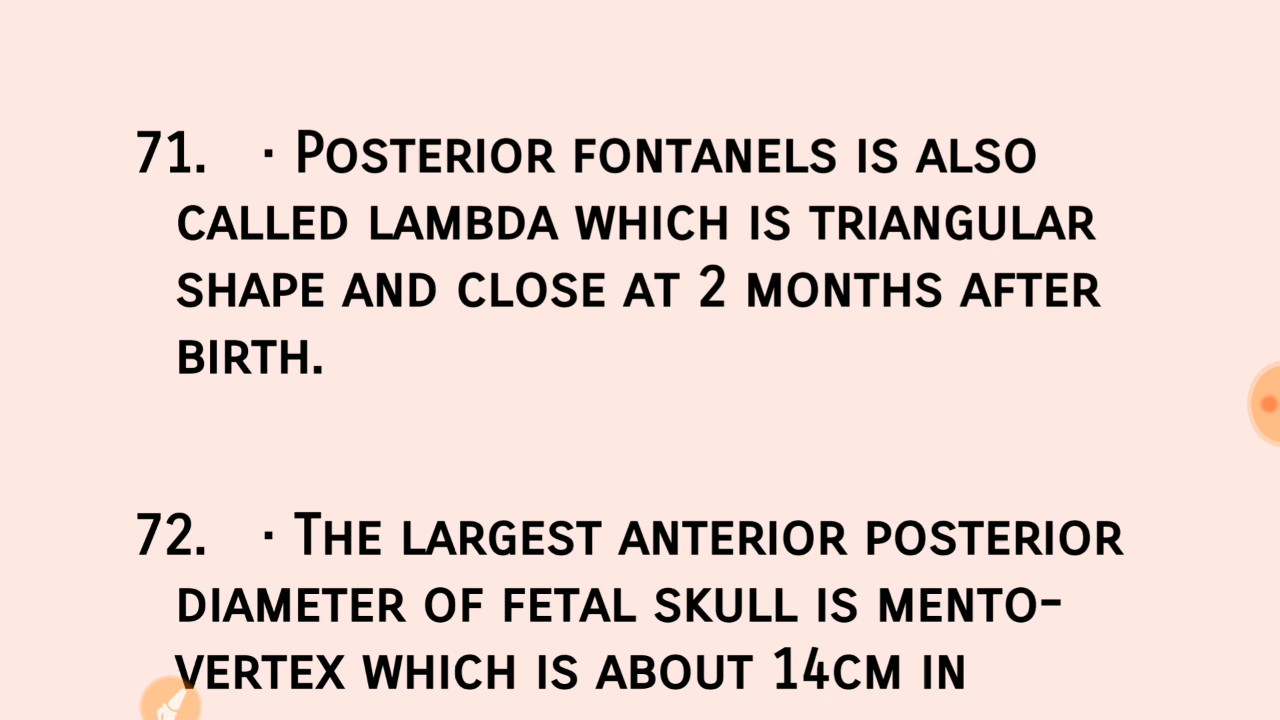 71. · Posterior fontanels is also
called lambda which is triangular
shape and close at 2 months after
birth.
72. · The largest anterior posterior
diameter of fetal skull is mento-
vertex which is about 14cm in